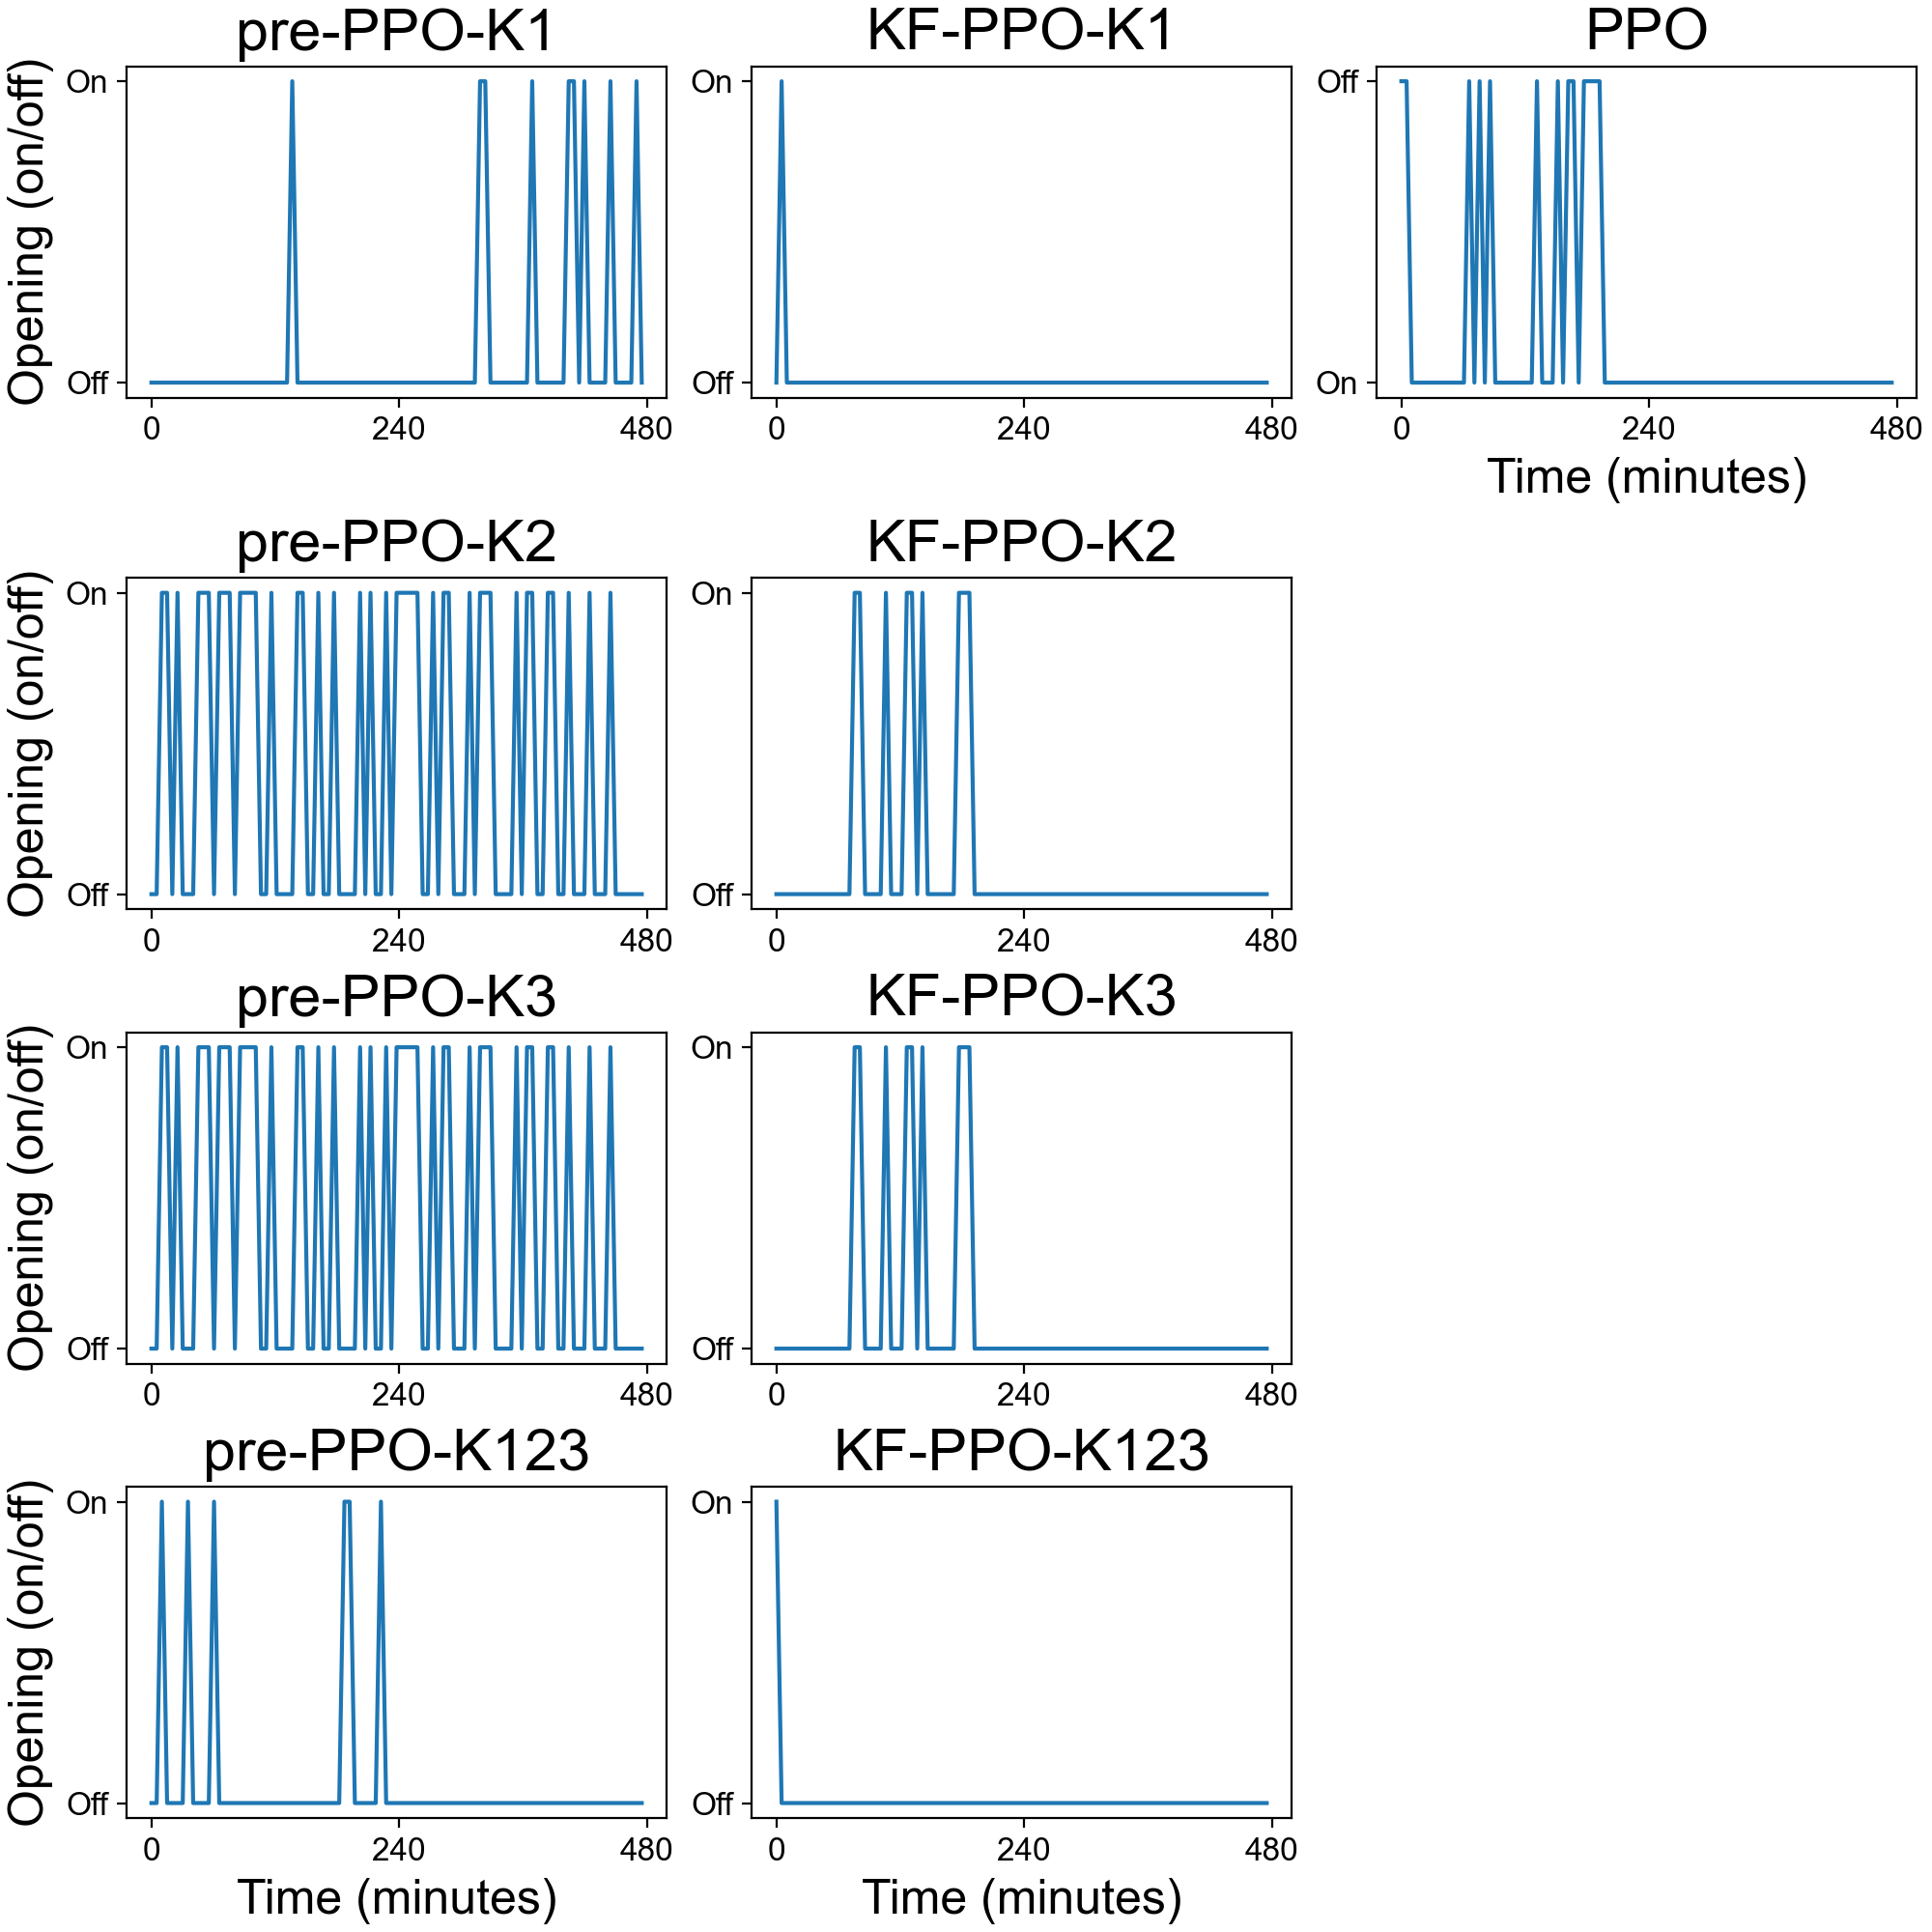 pre-PPO-K1
KF-PPO-K1
PPO
Opening (on/off)
On
Off
0 240 480
On
Off
0 240 480
Off
On
0 240 480
Time (minutes)
pre-PPO-K2
KF-PPO-K2
Opening (on/off)
On
Off
0 240 480
On
Off
0 240 480
pre-PPO-K3
KF-PPO-K3
Opening (on/off)
On
Off
0 240 480
On
Off
0 240 480
pre-PPO-K123
KF-PPO-K123
Opening (on/off)
On
Off
0 240 480
Time (minutes)
On
Off
0 240 480
Time (minutes)